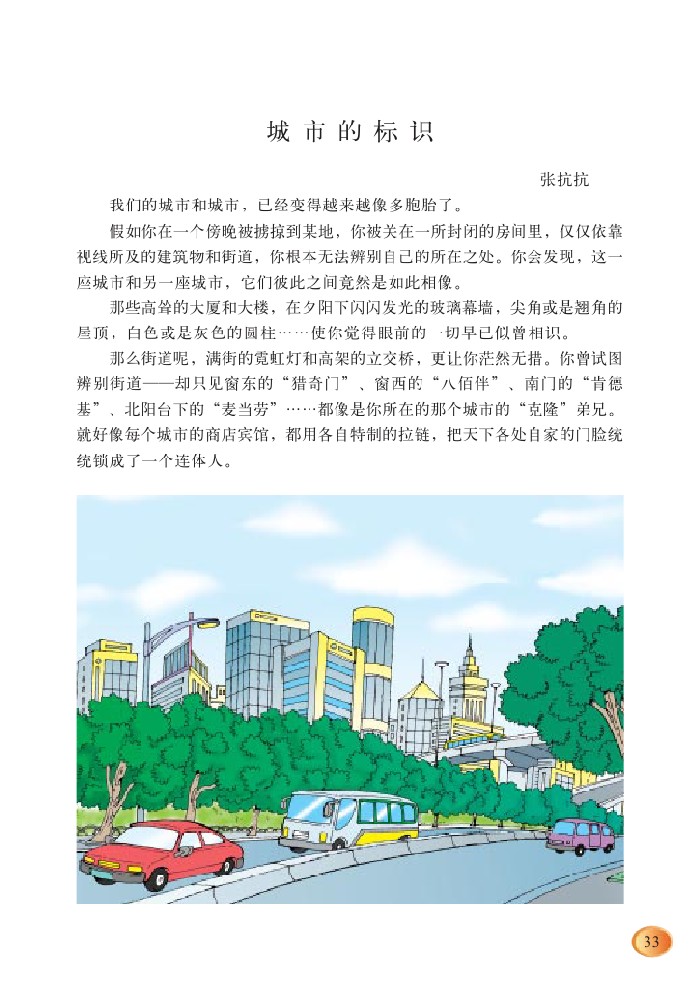 城市的标识
张抗抗
我们的城市和城市，已经变得越来越像多胞胎了。
假如你在一个傍晚被掳掠到某地，你被关在一所封闭的房间里，仅仅依靠
视线所及的建筑物和街道，你根本无法辨别自己的所在之处。你会发现，这一
座城市和另一座城市，它们彼此之间竟然是如此相像。
那些高耸的大厦和大楼，在夕阳下闪闪发光的玻璃幕墙，尖角或是翘角的
屋顶，白色或是灰色的圆柱……使你觉得眼前的一切早已似曾相识。
那么街道呢，满街的霓虹灯和高架的立交桥，更让你茫然无措。你曾试图
辨别街道——却只见窗东的“猎奇门”、窗西的“八佰伴”、南门的“肯德
基”、北阳台下的“麦当劳”……都像是你所在的那个城市的“克隆”弟兄。
就好像每个城市的商店宾馆，都用各自特制的拉链，把天下各处自家的门脸统
统锁成了一个连体人。
33